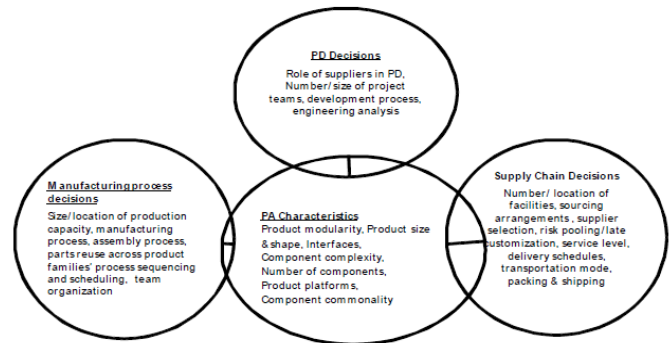 PD Decisions
Role of suppliers in PD,
Number/ size of project
teams, development process,
engineering analysis
Manufacturing process
decisions
Size/location of production
capacity, manufacturing
process, assembly process,
parts reuse across product
families' process sequencing
and scheduling, team
organization
PA Characteristics
Product modularity, Product size
& shape, Interfaces,
Component complexity,
Number of components,
Product platforms,
Component commonality
Supply Chain Decisions
Number/ location of
facilities, sourcing
arrangements, supplier
selection, risk pooling/late
customization, service level,
delivery schedules,
transportation mode,
packing & shipping